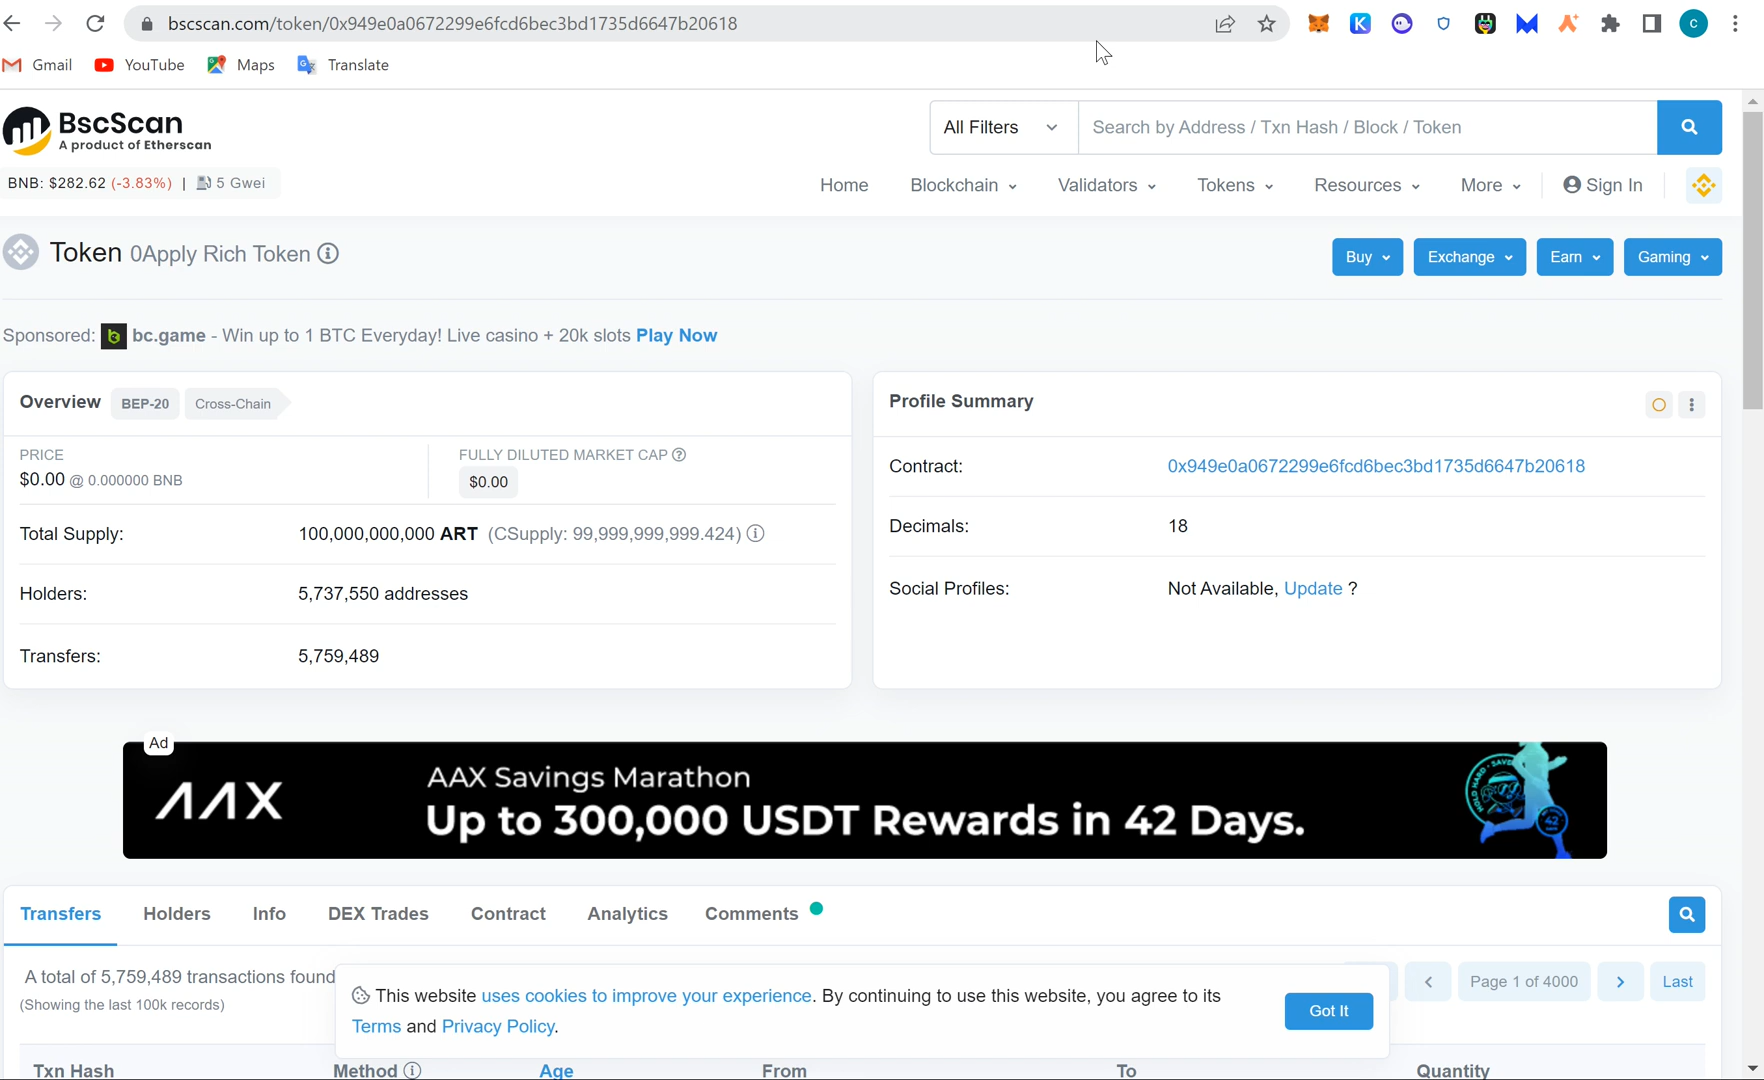 bscscan.com/token/0x949e0a0672299e6fcd6bec3bd1735d6647b20618
C
Gmail YouTube Maps Translate
BscScan
A product of Etherscan
All Filters Search by Address / Txn Hash / Block / Token
BNB: $282.62 (-3.83%) | 5 Gwei
Home Blockchain Validators Tokens Resources More Sign In
Token 0Apply Rich Token
Buy Exchange Earn Gaming
Sponsored: bc.game - Win up to 1 BTC Everyday! Live casino + 20k slots Play Now
Overview BEP-20 Cross-Chain
PRICE
$0.00 @ 0.000000 BNB
FULLY DILUTED MARKET CAP
$0.00
Total Supply: 100,000,000,000 ART (CSupply: 99,999,999,999.424)
Holders: 5,737,550 addresses
Transfers: 5,759,489
Profile Summary
Contract: 0x949e0a0672299e6fcd6bec3bd1735d6647b20618
Decimals: 18
Social Profiles: Not Available, Update ?
Ad
AAX
AAX Savings Marathon
Up to 300,000 USDT Rewards in 42 Days.
42
Transfers Holders Info DEX Trades Contract Analytics Comments
A total of 5,759,489 transactions found
(Showing the last 100k records)
Page 1 of 4000 Last
This website uses cookies to improve your experience. By continuing to use this website, you agree to its
Terms and Privacy Policy.
Got It
Txn Hash Method Age From To Quantity